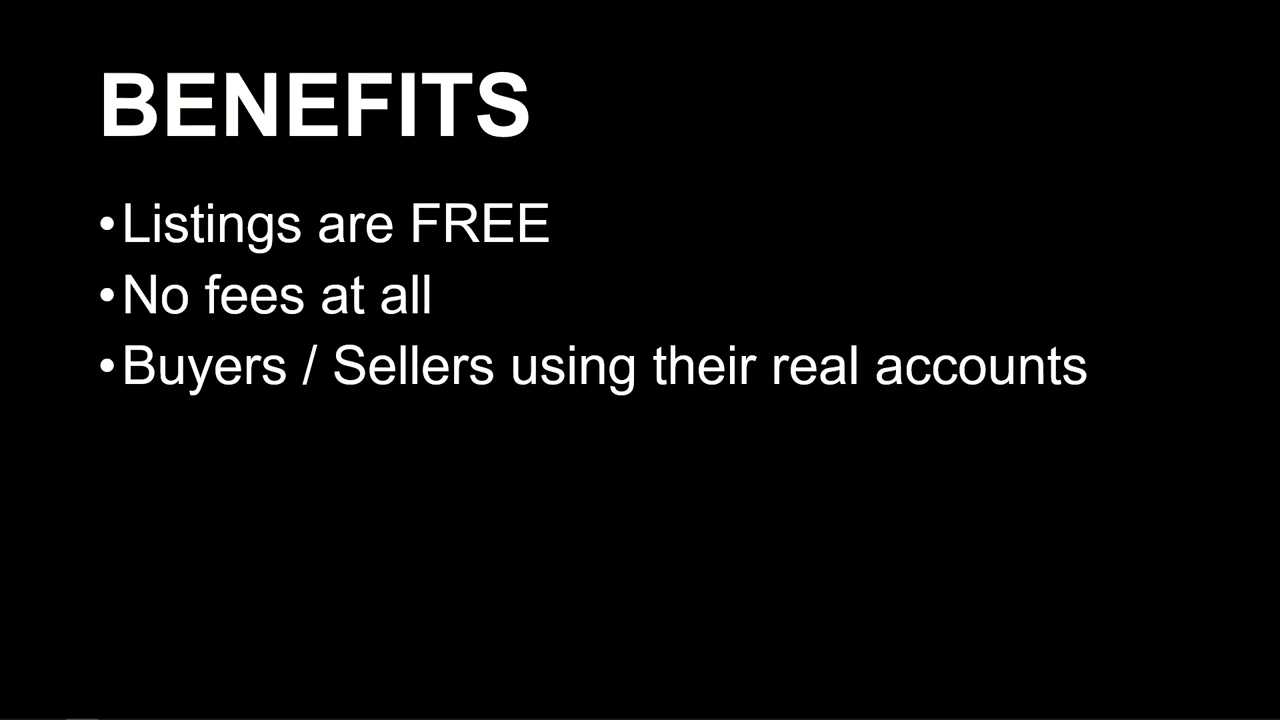 BENEFITS
•Listings are FREE
•No fees at all
•Buyers / Sellers using their real accounts